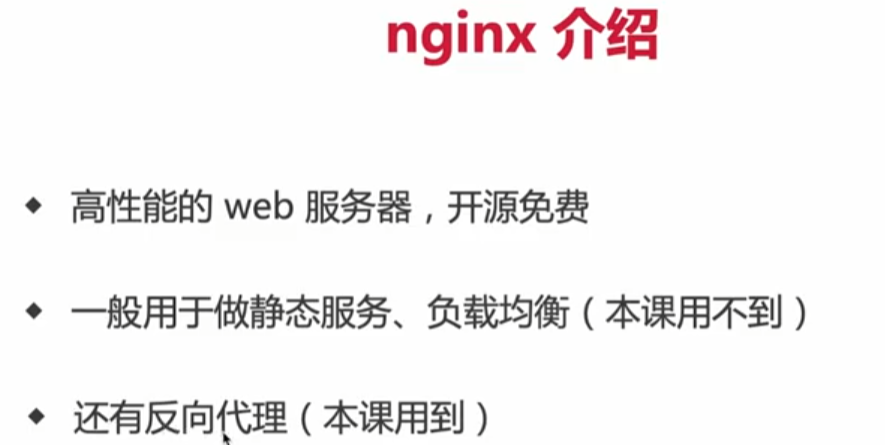 nginx 介绍
◆ 高性能的 web 服务器，开源免费
◆ 一般用于做静态服务、负载均衡（本课用不到）
◆ 还有反向代理（本课用到）